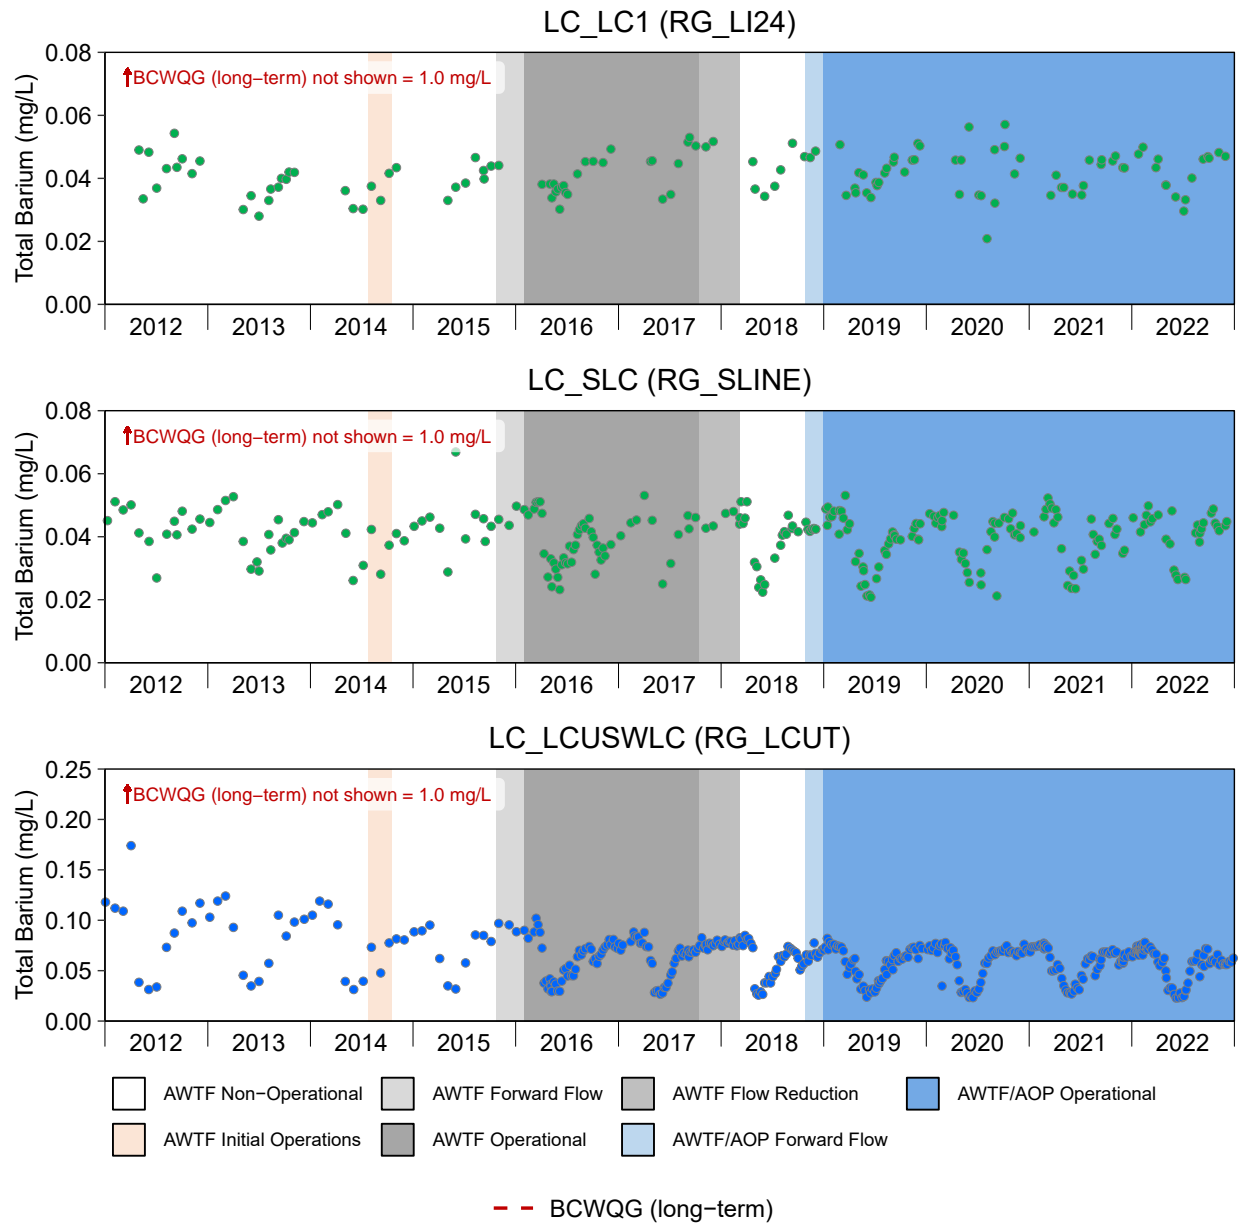 LC_LC1 (RG_LI24)
Total Barium (mg/L)
0.08
0.06
0.04
0.02
0.00
BCWQG (long−term) not shown = 1.0 mg/L
2012 2013 2014 2015 2016 2017 2018 2019 2020 2021 2022
LC_SLC (RG_SLINE)
Total Barium (mg/L)
0.08
0.06
0.04
0.02
0.00
BCWQG (long−term) not shown = 1.0 mg/L
2012 2013 2014 2015 2016 2017 2018 2019 2020 2021 2022
LC_LCUSWLC (RG_LCUT)
Total Barium (mg/L)
0.25
0.20
0.15
0.10
0.05
0.00
BCWQG (long−term) not shown = 1.0 mg/L
2012 2013 2014 2015 2016 2017 2018 2019 2020 2021 2022
AWTF Non−Operational AWTF Forward Flow AWTF Flow Reduction AWTF/AOP Operational
AWTF Initial Operations AWTF Operational AWTF/AOP Forward Flow
BCWQG (long−term)